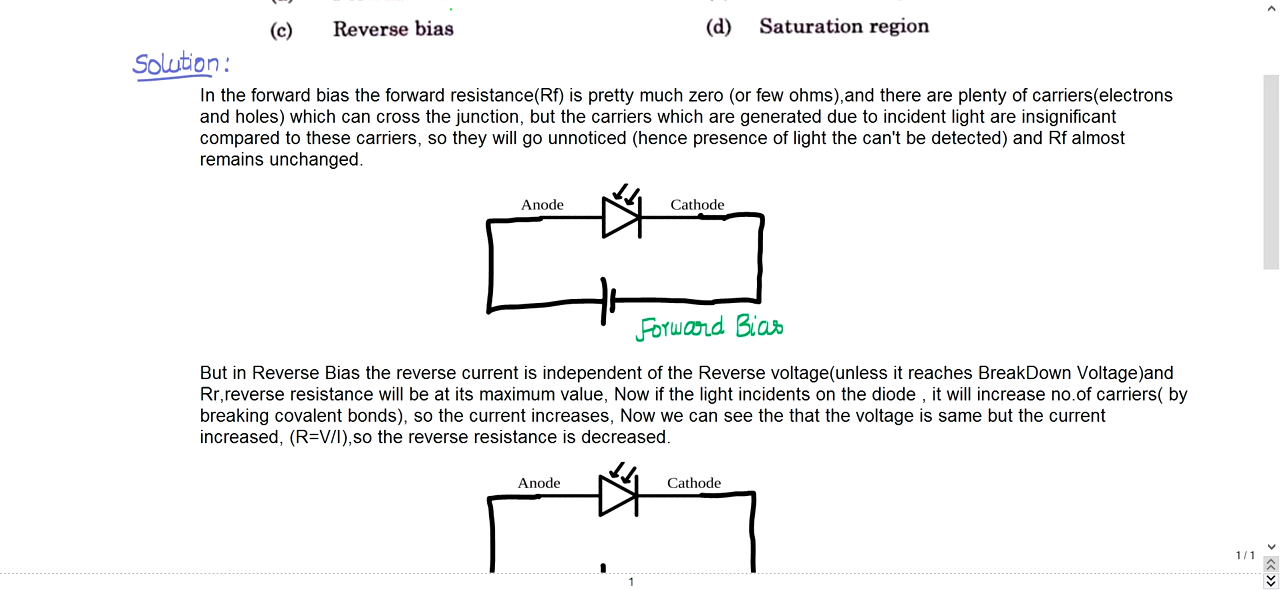 (c) Reverse bias (d) Saturation region
Solution:
In the forward bias the forward resistance(Rf) is pretty much zero (or few ohms),and there are plenty of carriers(electrons
and holes) which can cross the junction, but the carriers which are generated due to incident light are insignificant
compared to these carriers, so they will go unnoticed (hence presence of light the can't be detected) and Rf almost
remains unchanged.
Anode Cathode
Forward Bias
But in Reverse Bias the reverse current is independent of the Reverse voltage(unless it reaches BreakDown Voltage)and
Rr,reverse resistance will be at its maximum value, Now if the light incidents on the diode , it will increase no.of carriers( by
breaking covalent bonds), so the current increases, Now we can see the that the voltage is same but the current
increased, (R=V/I),so the reverse resistance is decreased.
Anode Cathode
1/1
1